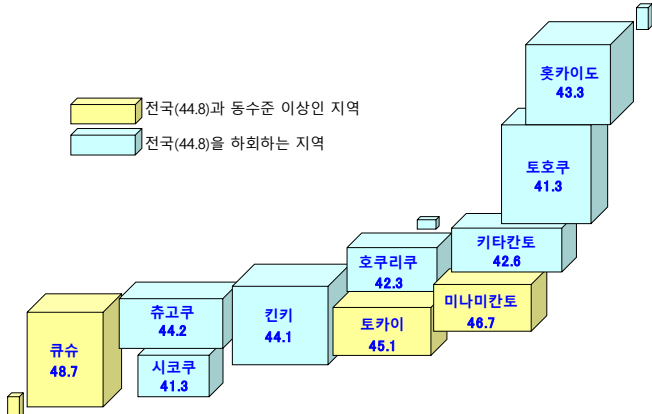 홋카이도
43.3
전국(44.8)과 동수준 이상인 지역
전국(44.8)을 하회하는 지역
토호쿠
41.3
키타칸토
42.6
호쿠리쿠
42.3
미나미칸토
46.7
츄고쿠
44.2
킨키
44.1
토카이
45.1
큐슈
48.7
시코쿠
41.3